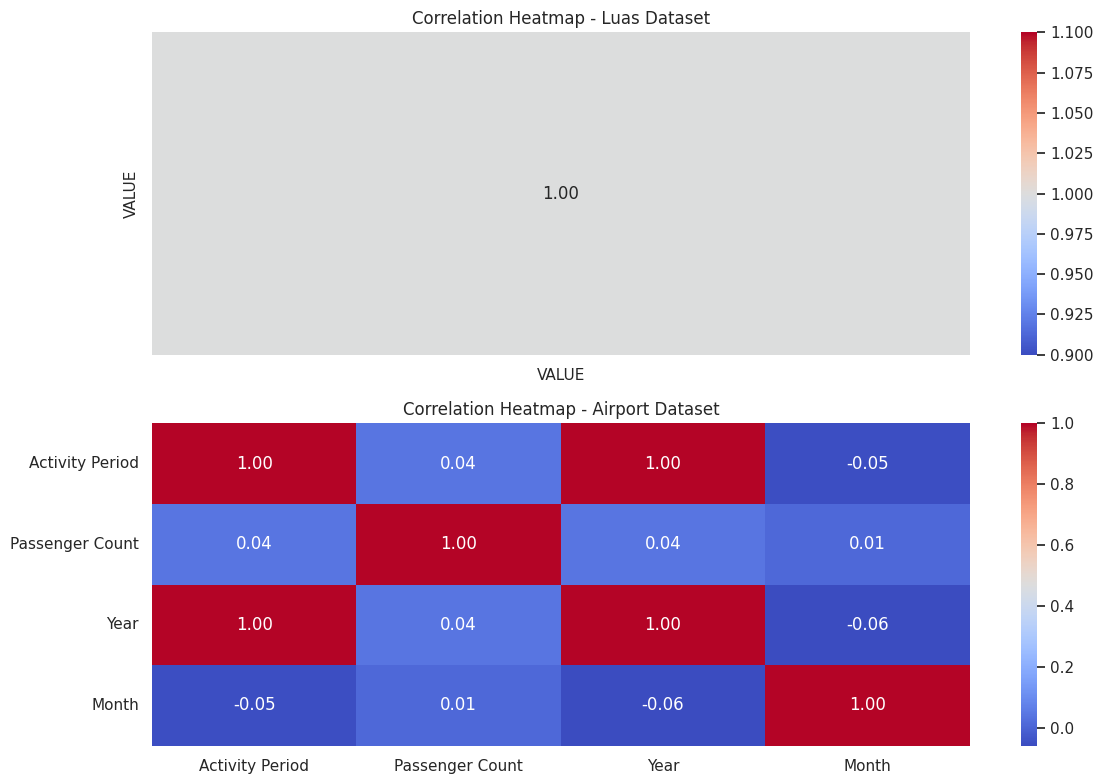 Correlation Heatmap - Luas Dataset
VALUE
1.00
VALUE
1.100
1.075
1.050
1.025
1.000
0.975
0.950
0.925
0.900
Correlation Heatmap - Airport Dataset
Activity Period 1.00 0.04 1.00 -0.05
Passenger Count 0.04 1.00 0.04 0.01
Year 1.00 0.04 1.00 -0.06
Month -0.05 0.01 -0.06 1.00
Activity Period Passenger Count Year Month
1.0
0.8
0.6
0.4
0.2
0.0